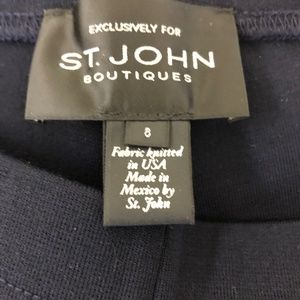 EXCLUSIVELY FOR
ST. JOHN
BOUTIQUES
8
Fabric knitted
in USA
Made in
Mexico by
St. John